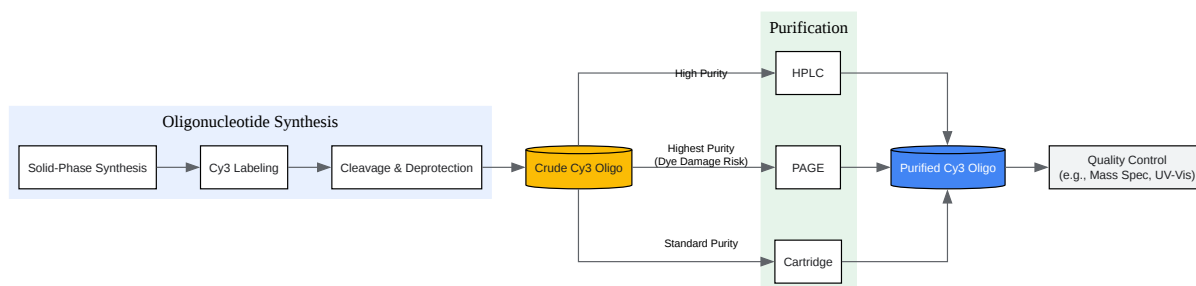 Oligonucleotide Synthesis
Solid-Phase Synthesis
Cy3 Labeling
Cleavage & Deprotection
Crude Cy3 Oligo
High Purity
Highest Purity
(Dye Damage Risk)
Standard Purity
Purification
HPLC
PAGE
Cartridge
Purified Cy3 Oligo
Quality Control
(e.g., Mass Spec, UV-Vis)